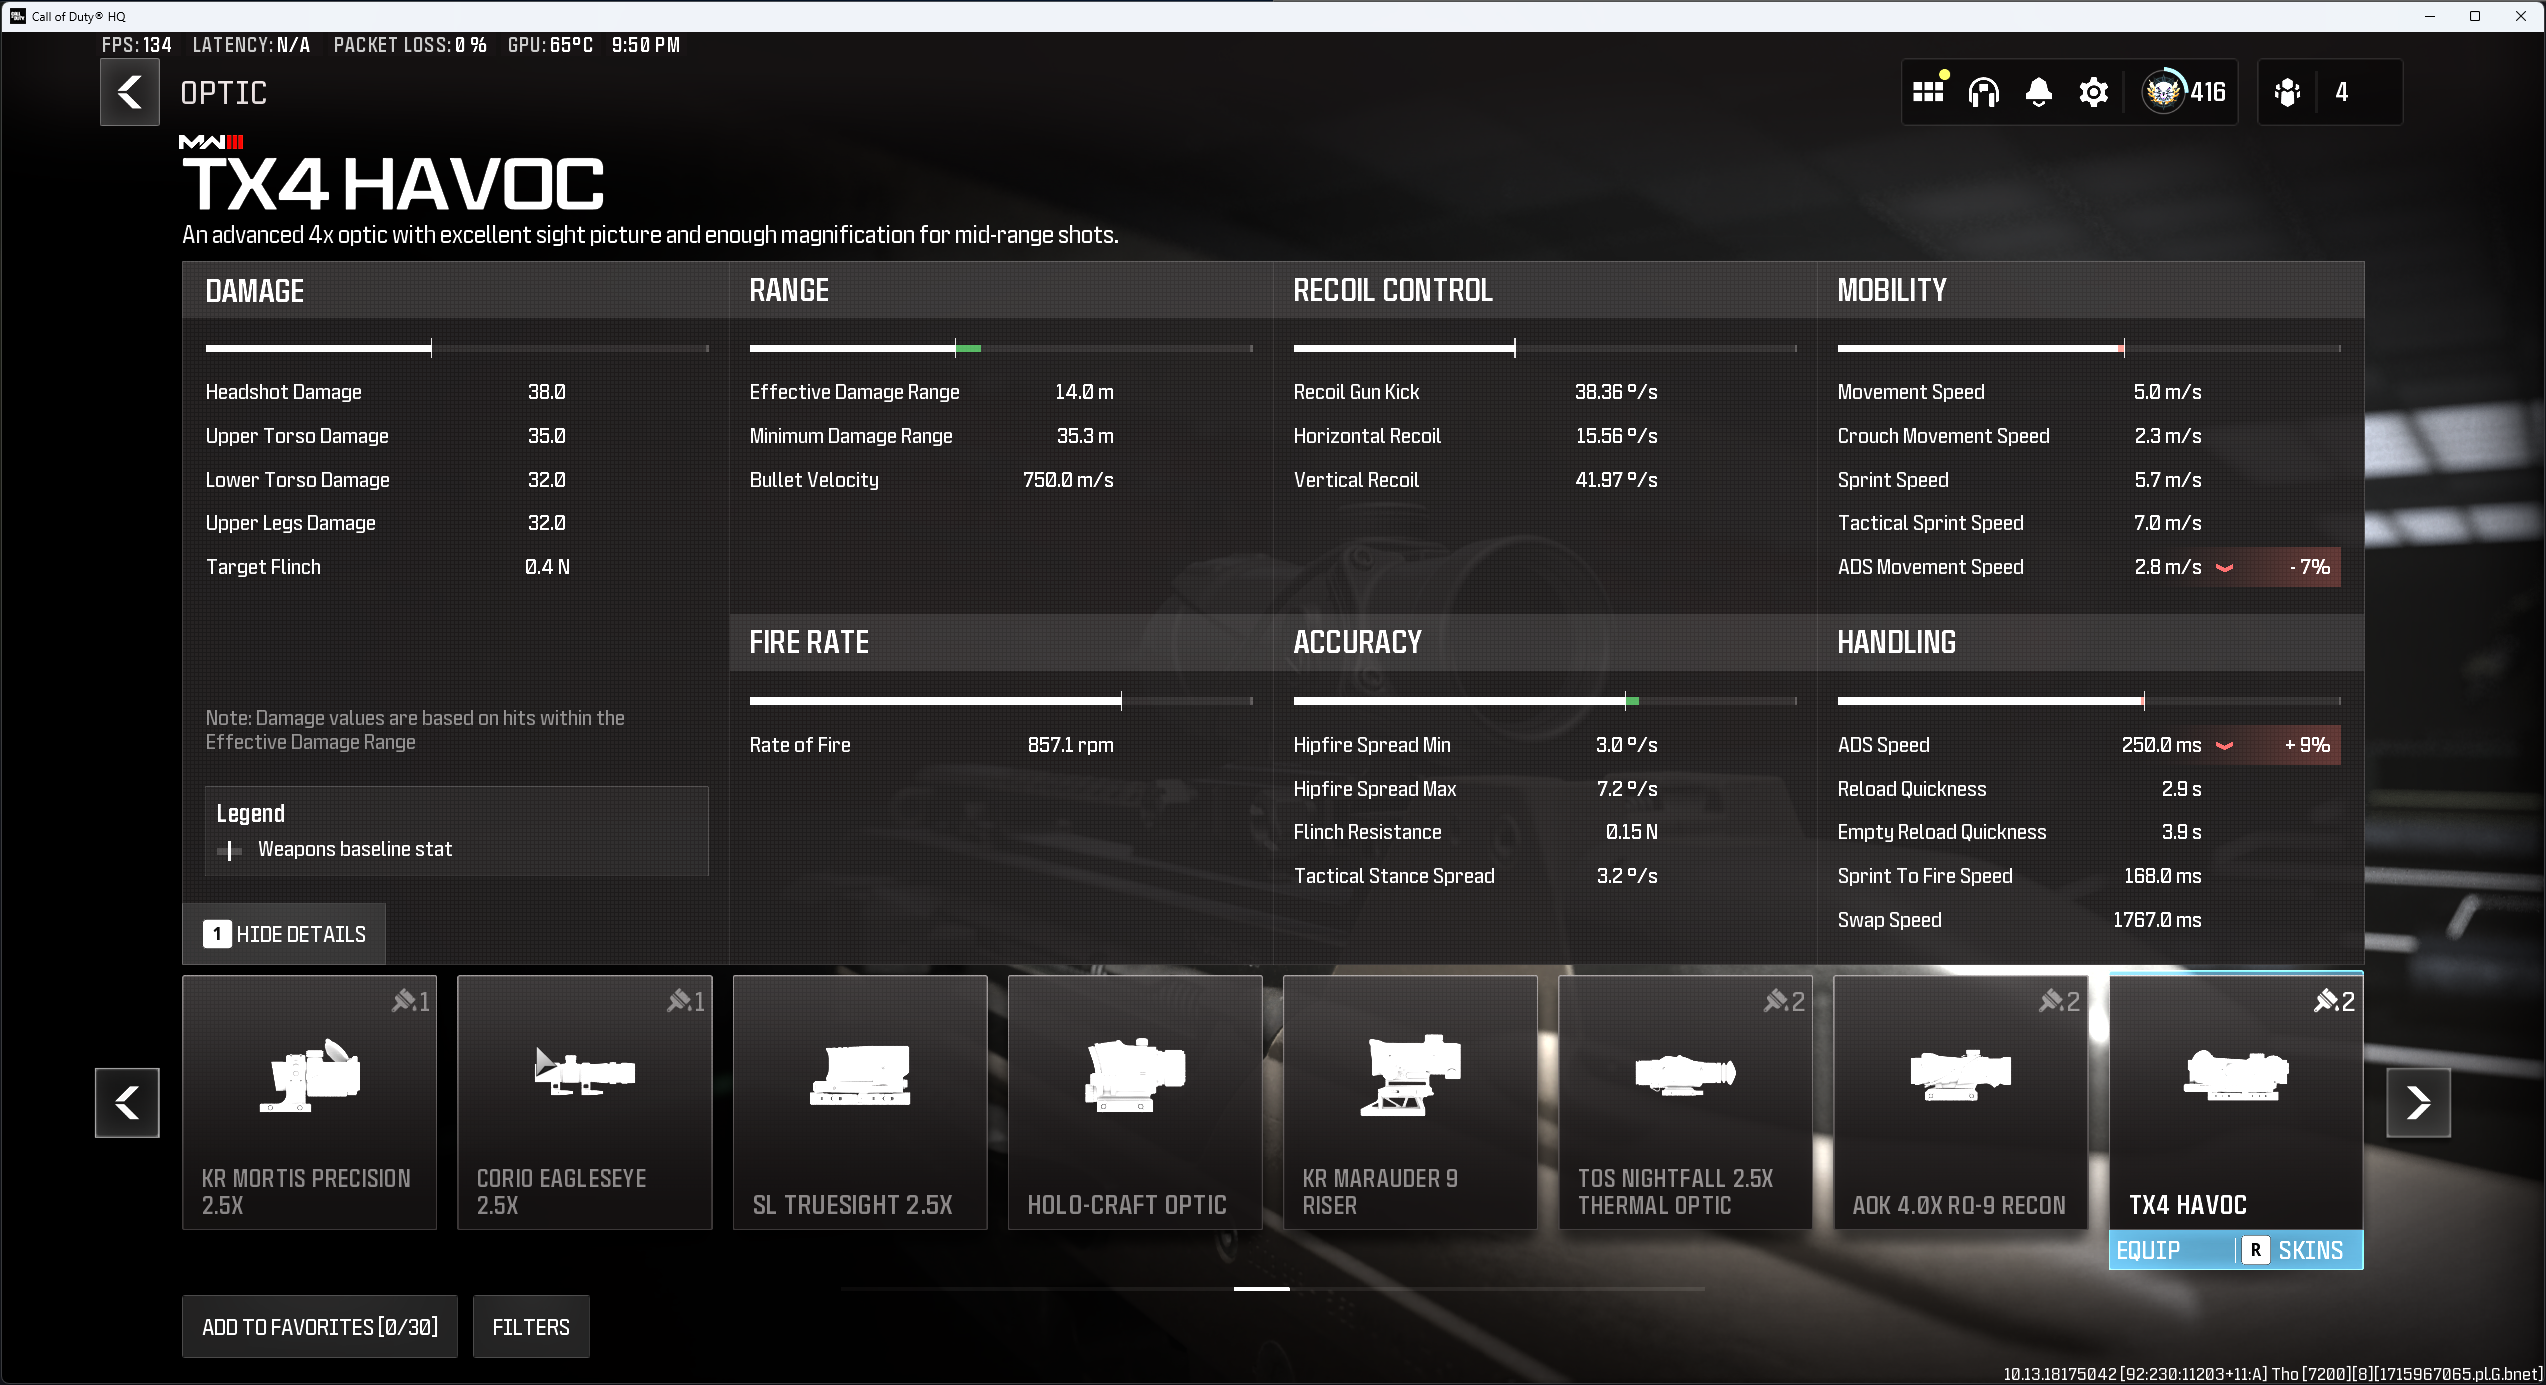 Call of Duty® HQ
FPS: 134 LATENCY: N/A PACKET LOSS: 0 % GPU: 65ºC 9:50 PM
OPTIC
416
4
MWIII
TX4 HAVOC
An advanced 4x optic with excellent sight picture and enough magnification for mid-range shots.
DAMAGE
Headshot Damage 38.0
Upper Torso Damage 35.0
Lower Torso Damage 32.0
Upper Legs Damage 32.0
Target Flinch 0.4 N
Note: Damage values are based on hits within the
Effective Damage Range
Legend
Weapons baseline stat
1 HIDE DETAILS
RANGE
Effective Damage Range 14.0 m
Minimum Damage Range 35.3 m
Bullet Velocity 750.0 m/s
FIRE RATE
Rate of Fire 857.1 rpm
RECOIL CONTROL
Recoil Gun Kick 38.36 º/s
Horizontal Recoil 15.56 º/s
Vertical Recoil 41.97 º/s
ACCURACY
Hipfire Spread Min 3.0 º/s
Hipfire Spread Max 7.2 º/s
Flinch Resistance 0.15 N
Tactical Stance Spread 3.2 º/s
MOBILITY
Movement Speed 5.0 m/s
Crouch Movement Speed 2.3 m/s
Sprint Speed 5.7 m/s
Tactical Sprint Speed 7.0 m/s
ADS Movement Speed 2.8 m/s - 7%
HANDLING
ADS Speed 250.0 ms + 9%
Reload Quickness 2.9 s
Empty Reload Quickness 3.9 s
Sprint To Fire Speed 168.0 ms
Swap Speed 1767.0 ms
1
KR MORTIS PRECISION
2.5X
1
CORIO EAGLESEYE
2.5X
SL TRUESIGHT 2.5X
HOLO-CRAFT OPTIC
KR MARAUDER 9
RISER
2
TOS NIGHTFALL 2.5X
THERMAL OPTIC
2
AOK 4.0X RQ-9 RECON
2
TX4 HAVOC
EQUIP R SKINS
ADD TO FAVORITES [0/30]
FILTERS
10.13.18175042 [92:230:11203+11:A] Tho [7200][8][1715967065.pl.G.bnet]